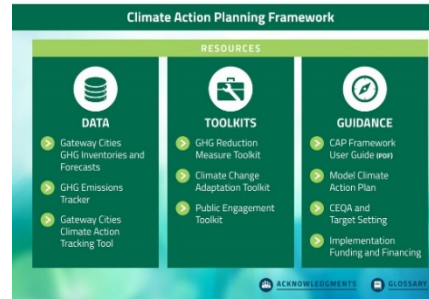 Climate Action Planning Framework
RESOURCES
DATA
Gateway Cities
GHG Inventories and
Forecasts
GHG Emissions
Tracker
Gateway Cities
Climate Action
Tracking Tool
TOOLKITS
GHG Reduction
Measure Toolkit
Climate Change
Adaptation Toolkit
Public Engagement
Toolkit
GUIDANCE
CAP Framework
User Guide (PDF)
Model Climate
Action Plan
CEQA and
Target Setting
Implementation
Funding and Financing
ACKNOWLEDGMENTS GLOSSARY